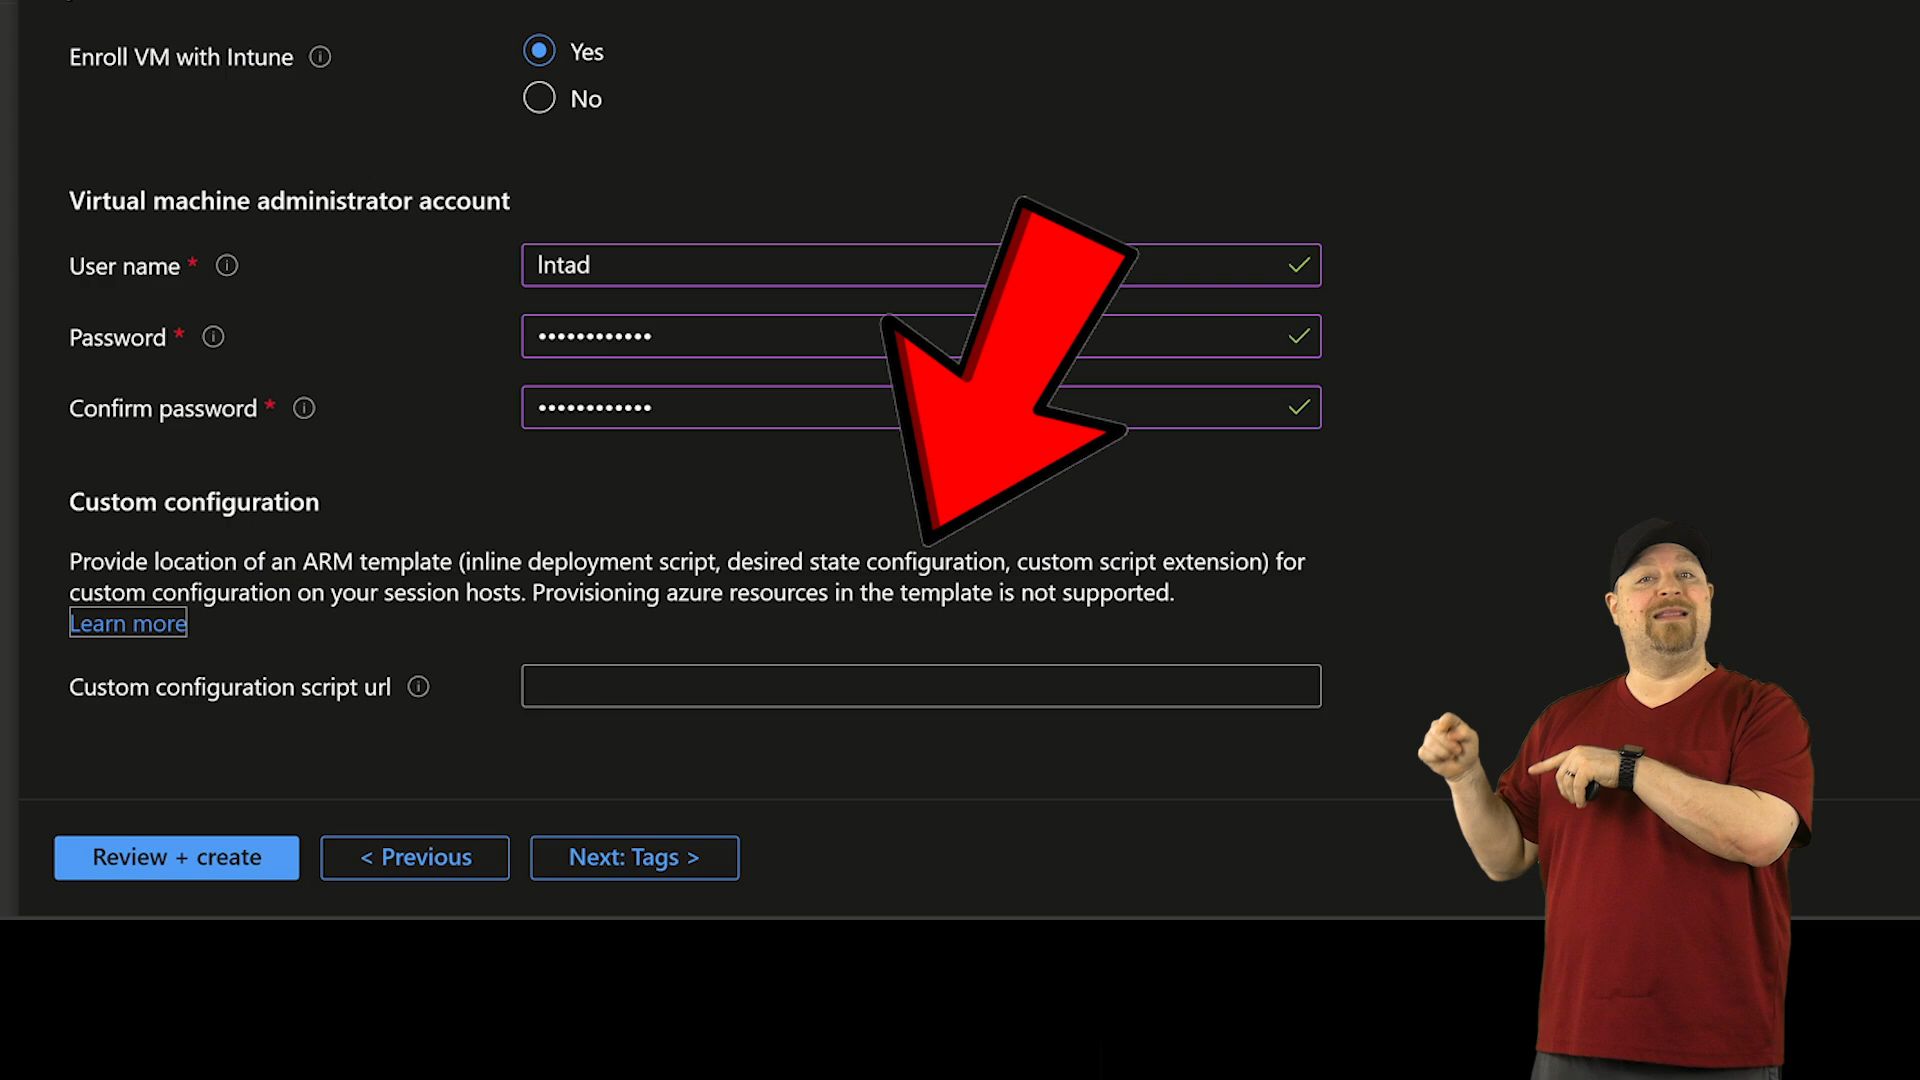 Enroll VM with Intune
Yes
No
Virtual machine administrator account
User name *
Intad
Password *
••••••••••••
Confirm password *
••••••••••••
Custom configuration
Provide location of an ARM template (inline deployment script, desired state configuration, custom script extension) for
custom configuration on your session hosts. Provisioning azure resources in the template is not supported.
Learn more
Custom configuration script url
Review + create
< Previous
Next: Tags >